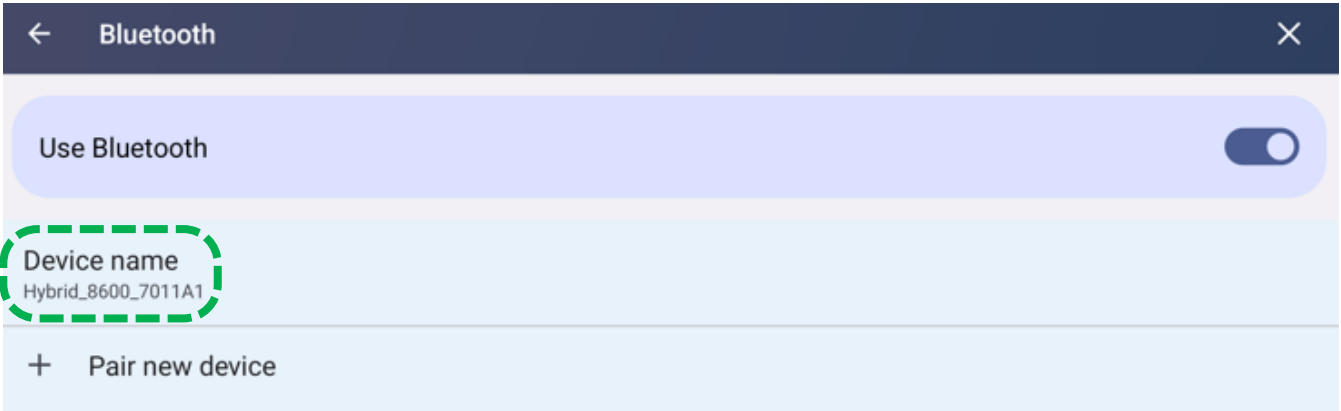 Bluetooth
Use Bluetooth
Device name
Hybrid_8600_7011A1
Pair new device